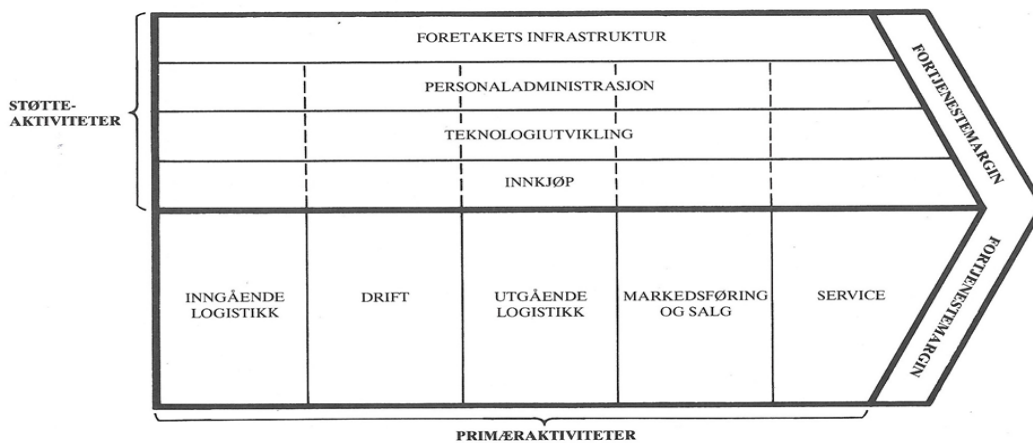 FORETAKETS INFRASTRUKTUR
PERSONALADMINISTRASJON
STØTTE-
AKTIVITETER
TEKNOLOGIUTVIKLING
INNKJØP
FORTJENESTEMARGIN
INNGÅENDE
LOGISTIKK
DRIFT
UTGÅENDE
LOGISTIKK
MARKEDSFØRING
OG SALG
SERVICE
FORTJENESTEMARGIN
PRIMÆRAKTIVITETER